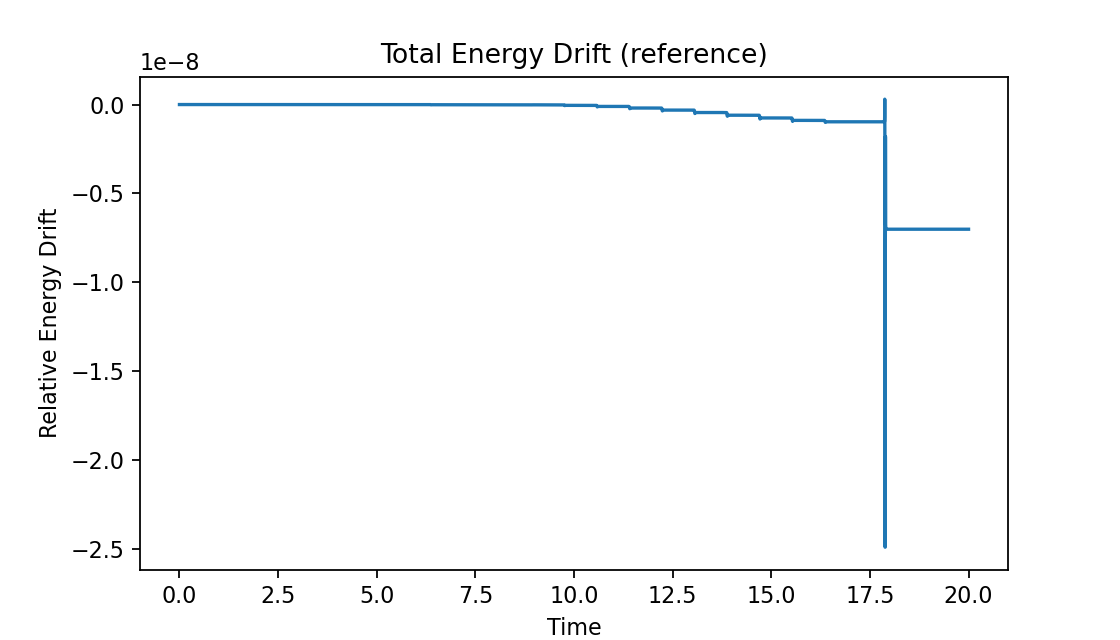 Total Energy Drift (reference)
1e−8
0.0
−0.5
−1.0
−1.5
−2.0
−2.5
Relative Energy Drift
0.0 2.5 5.0 7.5 10.0 12.5 15.0 17.5 20.0
Time